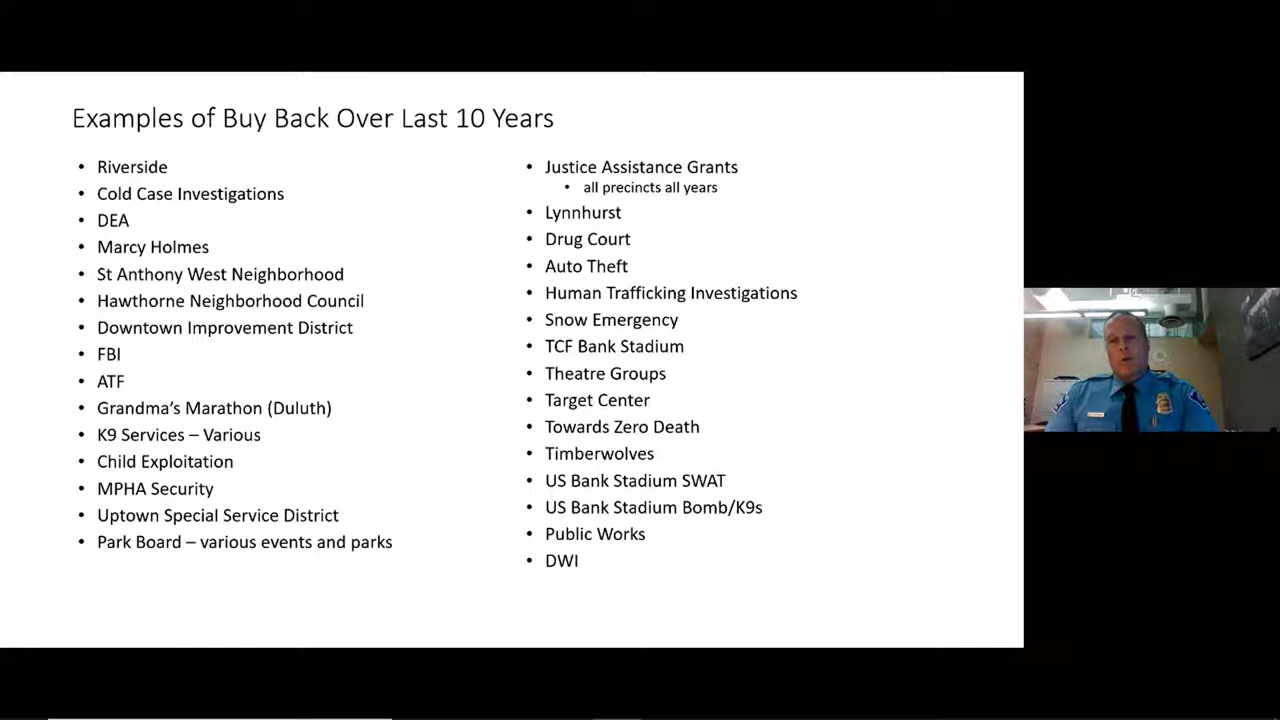 Examples of Buy Back Over Last 10 Years
• Riverside
• Cold Case Investigations
• DEA
• Marcy Holmes
• St Anthony West Neighborhood
• Hawthorne Neighborhood Council
• Downtown Improvement District
• FBI
• ATF
• Grandma's Marathon (Duluth)
• K9 Services – Various
• Child Exploitation
• MPHA Security
• Uptown Special Service District
• Park Board – various events and parks
• Justice Assistance Grants
• all precincts all years
• Lynnhurst
• Drug Court
• Auto Theft
• Human Trafficking Investigations
• Snow Emergency
• TCF Bank Stadium
• Theatre Groups
• Target Center
• Towards Zero Death
• Timberwolves
• US Bank Stadium SWAT
• US Bank Stadium Bomb/K9s
• Public Works
• DWI